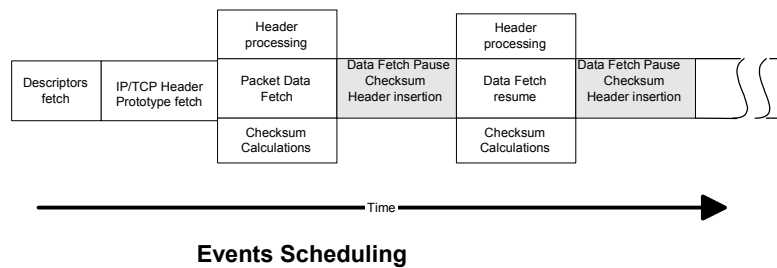 Header
processing
Header
processing
Descriptors
fetch
IP/TCP Header
Prototype fetch
Packet Data
Fetch
Data Fetch Pause
Checksum
Header insertion
Data Fetch
resume
Data Fetch Pause
Checksum
Header insertion
Checksum
Calculations
Checksum
Calculations
Time
Events Scheduling